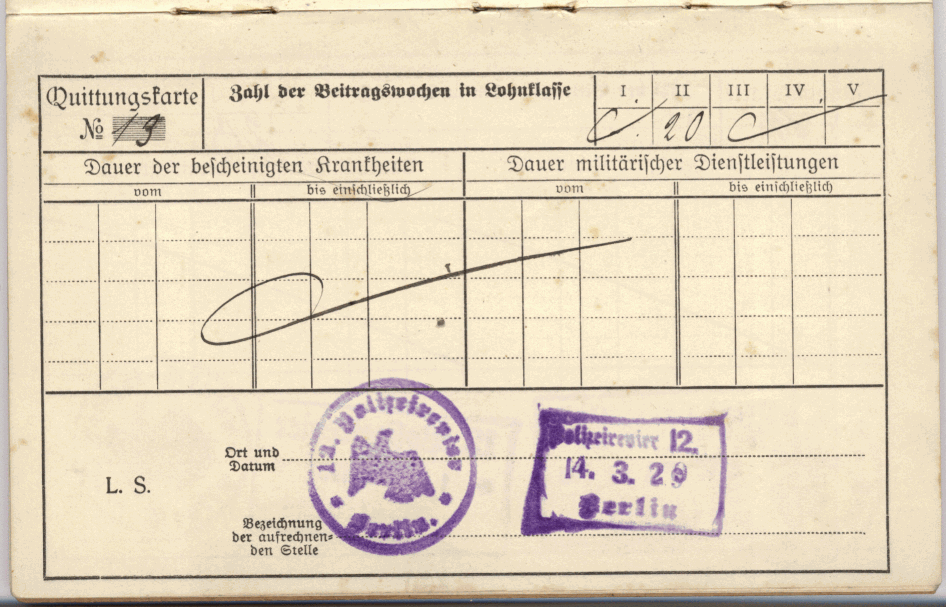 Quittungskarte
№ 13
Zahl der Beitragswochen in Lohnklasse
I II III IV V
20
Dauer der bescheinigten Krankheiten
Dauer militärischer Dienstleistungen
vom
bis einschließlich
vom
bis einschließlich
12. Polizeirevier
Berlin.
Polizeirevier 12.
14. 3. 29
Berlin
Ort und
Datum
L. S.
Bezeichnung
der aufrechnen-
den Stelle